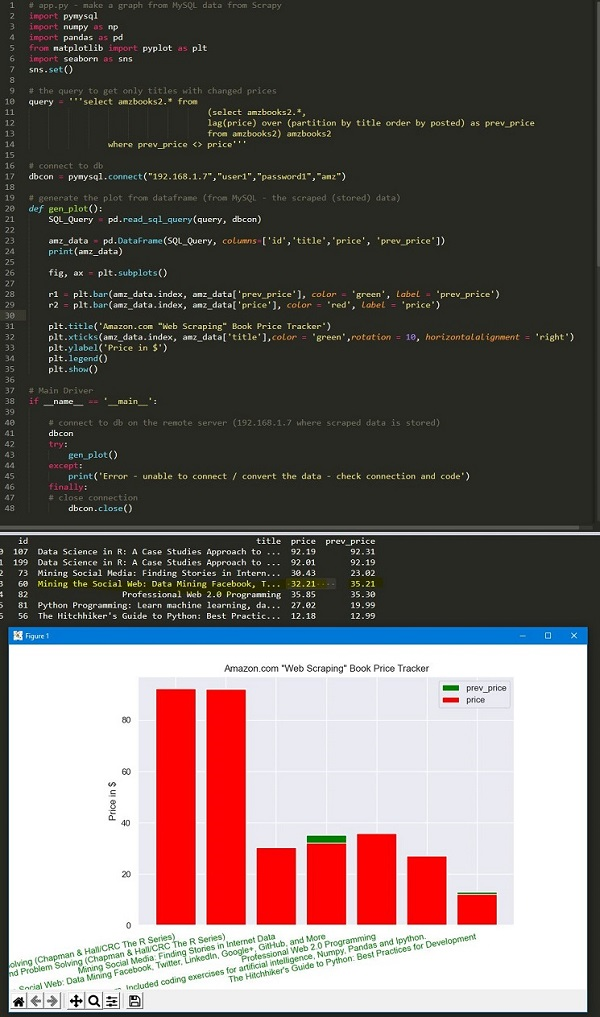 1 # app.py - make a graph from MySQL data from Scrapy
2 import pymysql
3 import numpy as np
4 import pandas as pd
5 from matplotlib import pyplot as plt
6 import seaborn as sns
7 sns.set()
8
9 # the query to get only titles with changed prices
10 query = '''select amzbooks2.* from
11 (select amzbooks2.*,
12 lag(price) over (partition by title order by posted) as prev_price
13 from amzbooks2) amzbooks2
14 where prev_price <> price'''
15
16 # connect to db
17 dbcon = pymysql.connect("192.168.1.7","user1","password1","amz")
18
19 # generate the plot from dataframe (from MySQL - the scraped (stored) data)
20 def gen_plot():
21 SQL_Query = pd.read_sql_query(query, dbcon)
22
23 amz_data = pd.DataFrame(SQL_Query, columns=['id','title','price', 'prev_price'])
24 print(amz_data)
25
26 fig, ax = plt.subplots()
27
28 r1 = plt.bar(amz_data.index, amz_data['prev_price'], color = 'green', label = 'prev_price')
29 r2 = plt.bar(amz_data.index, amz_data['price'], color = 'red', label = 'price')
30
31 plt.title('Amazon.com "Web Scraping" Book Price Tracker')
32 plt.xticks(amz_data.index, amz_data['title'],color = 'green',rotation = 10, horizontalalignment = 'right')
33 plt.ylabel('Price in $')
34 plt.legend()
35 plt.show()
36
37 # Main Driver
38 if __name__ == '__main__':
39
40 # connect to db on the remote server (192.168.1.7 where scraped data is stored)
41 dbcon
42 try:
43 gen_plot()
44 except:
45 print('Error - unable to connect / convert the data - check connection and code')
46 finally:
47 # close connection
48 dbcon.close()
id title price prev_price
0 107 Data Science in R: A Case Studies Approach to ... 92.19 92.31
1 199 Data Science in R: A Case Studies Approach to ... 92.01 92.19
2 73 Mining Social Media: Finding Stories in Intern... 30.43 23.02
3 60 Mining the Social Web: Data Mining Facebook, T... 32.21 35.21
4 82 Professional Web 2.0 Programming 35.85 35.30
5 81 Python Programming: Learn machine learning, da... 27.02 19.99
6 56 The Hitchhiker's Guide to Python: Best Practic... 12.18 12.99
Figure 1
Amazon.com "Web Scraping" Book Price Tracker
prev_price
price
Price in $
80
60
40
20
0
olving (Chapman & Hall/CRC The R Series)
nd Problem Solving (Chapman & Hall/CRC The R Series)
Mining Social Media: Finding Stories in Internet Data
Social Web: Data Mining Facebook, Twitter, LinkedIn, Google+, GitHub, and More
Professional Web 2.0 Programming
Included coding exercises for artificial intelligence, Numpy, Pandas and Ipython.
The Hitchhiker's Guide to Python: Best Practices for Development